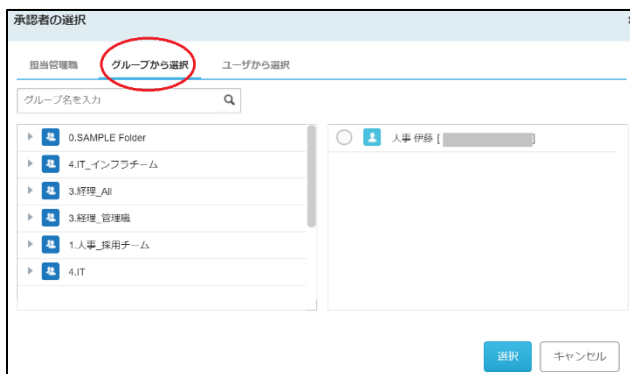 承認者の選択
担当管理職 グループから選択 ユーザから選択
グループ名を入力
0.SAMPLE Folder
4.IT_インフラチーム
3.経理_All
3.経理_管理職
1.人事_採用チーム
4.IT
人事 伊藤 [ ]
選択 キャンセル